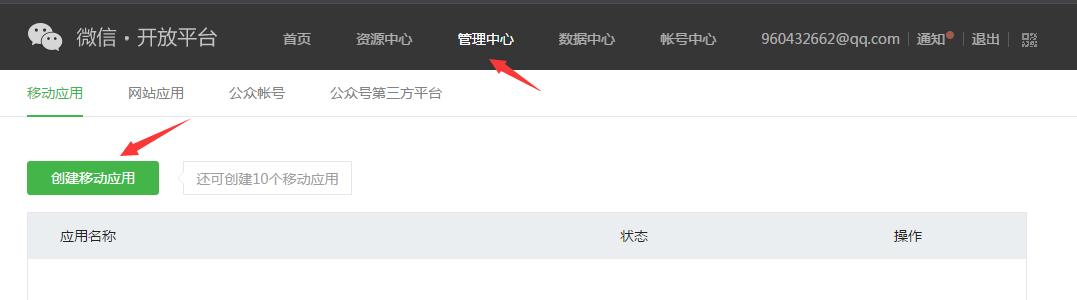 微信·开放平台 首页 资源中心 管理中心 数据中心 帐号中心 960432662@qq.com 通知 退出
移动应用 网站应用 公众帐号 公众号第三方平台
创建移动应用 还可创建10个移动应用
应用名称 状态 操作